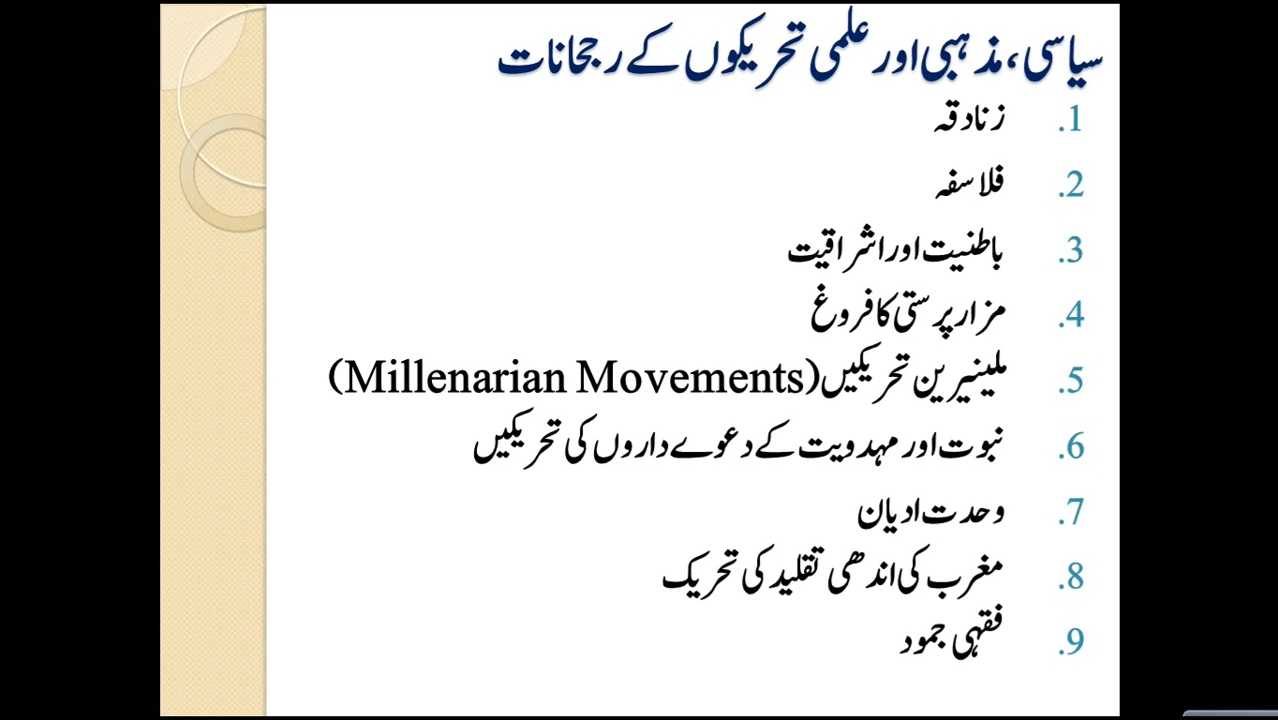 سیاسی، مذہبی اور علمی تحریکوں کے رجحانات
1. زنادقہ
2. فلاسفہ
3. باطنیت اور اشراقیت
4. مزار پرستی کا فروغ
5. ملینیرین تحریکیں (Millenarian Movements)
6. نبوت اور مہدویت کے دعوے داروں کی تحریکیں
7. وحدت ادیان
8. مغرب کی اندھی تقلید کی تحریک
9. فقہی جمود